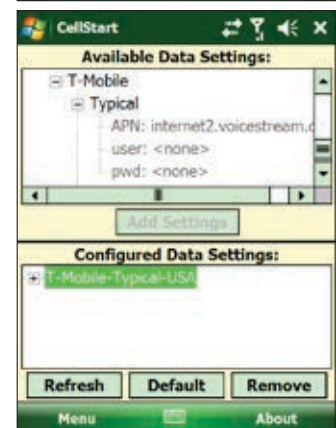 CellStart
Available Data Settings:
T-Mobile
Typical
APN: internet2.voicestream.c
user: <none>
pwd: <none>
Add Settings
Configured Data Settings:
T-Mobile-Typical-USA
Refresh Default Remove
Menu About